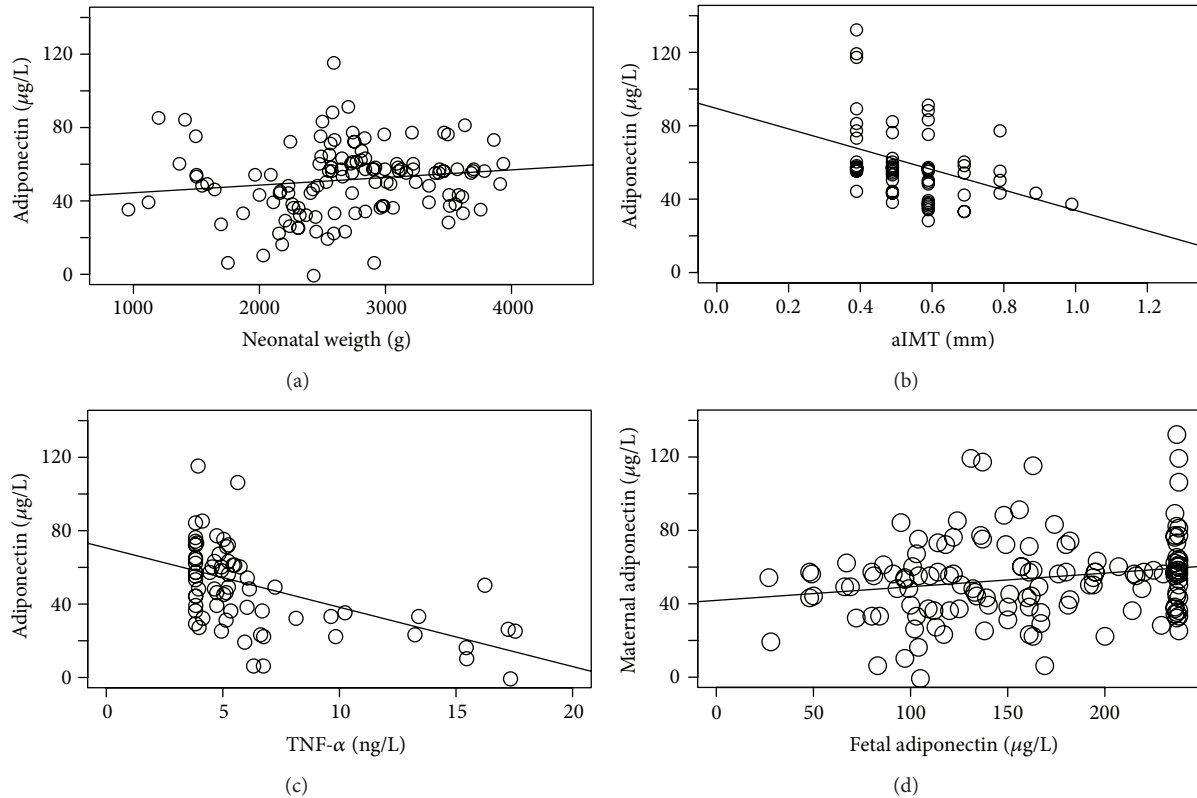 120
80
40
0
Adiponectin (μg/L)
1000 2000 3000 4000
Neonatal weigth (g)
(a)
120
80
40
0
Adiponectin (μg/L)
0.0 0.2 0.4 0.6 0.8 1.0 1.2
aIMT (mm)
(b)
120
80
40
0
Adiponectin (μg/L)
0 5 10 15 20
TNF-α (ng/L)
(c)
120
80
40
0
Maternal adiponectin (μg/L)
0 50 100 150 200
Fetal adiponectin (μg/L)
(d)